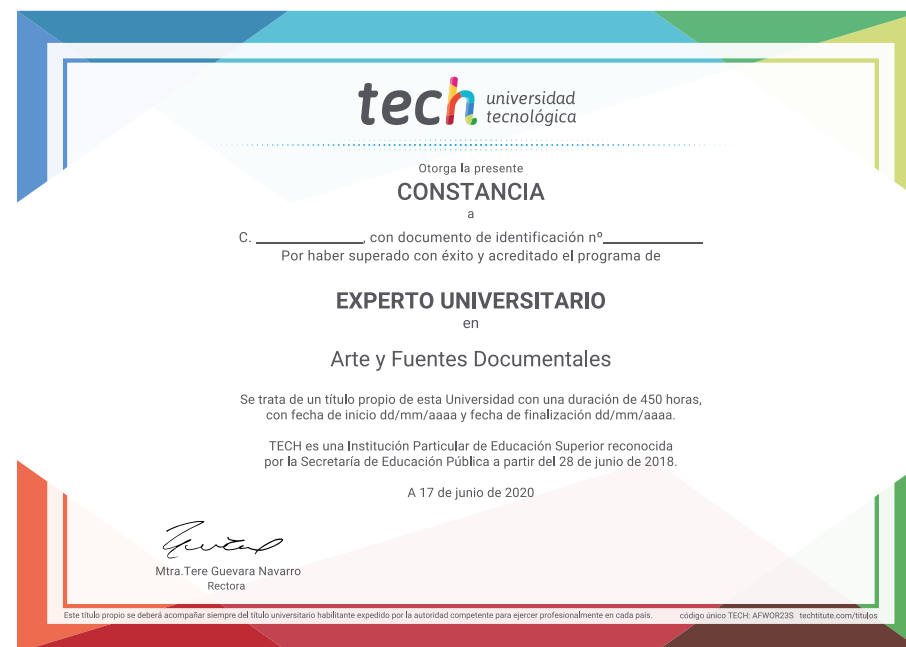 tech universidad
tecnológica
Otorga la presente
CONSTANCIA
a
C. ____________, con documento de identificación nº____________
Por haber superado con éxito y acreditado el programa de
EXPERTO UNIVERSITARIO
en
Arte y Fuentes Documentales
Se trata de un título propio de esta Universidad con una duración de 450 horas,
con fecha de inicio dd/mm/aaaa y fecha de finalización dd/mm/aaaa.
TECH es una Institución Particular de Educación Superior reconocida
por la Secretaría de Educación Pública a partir del 28 de junio de 2018.
A 17 de junio de 2020
Mtra.Tere Guevara Navarro
Rectora
Este título propio se deberá acompañar siempre del título universitario habilitante expedido por la autoridad competente para ejercer profesionalmente en cada país. código único TECH: AFWOR23S techtitute.com/titulos